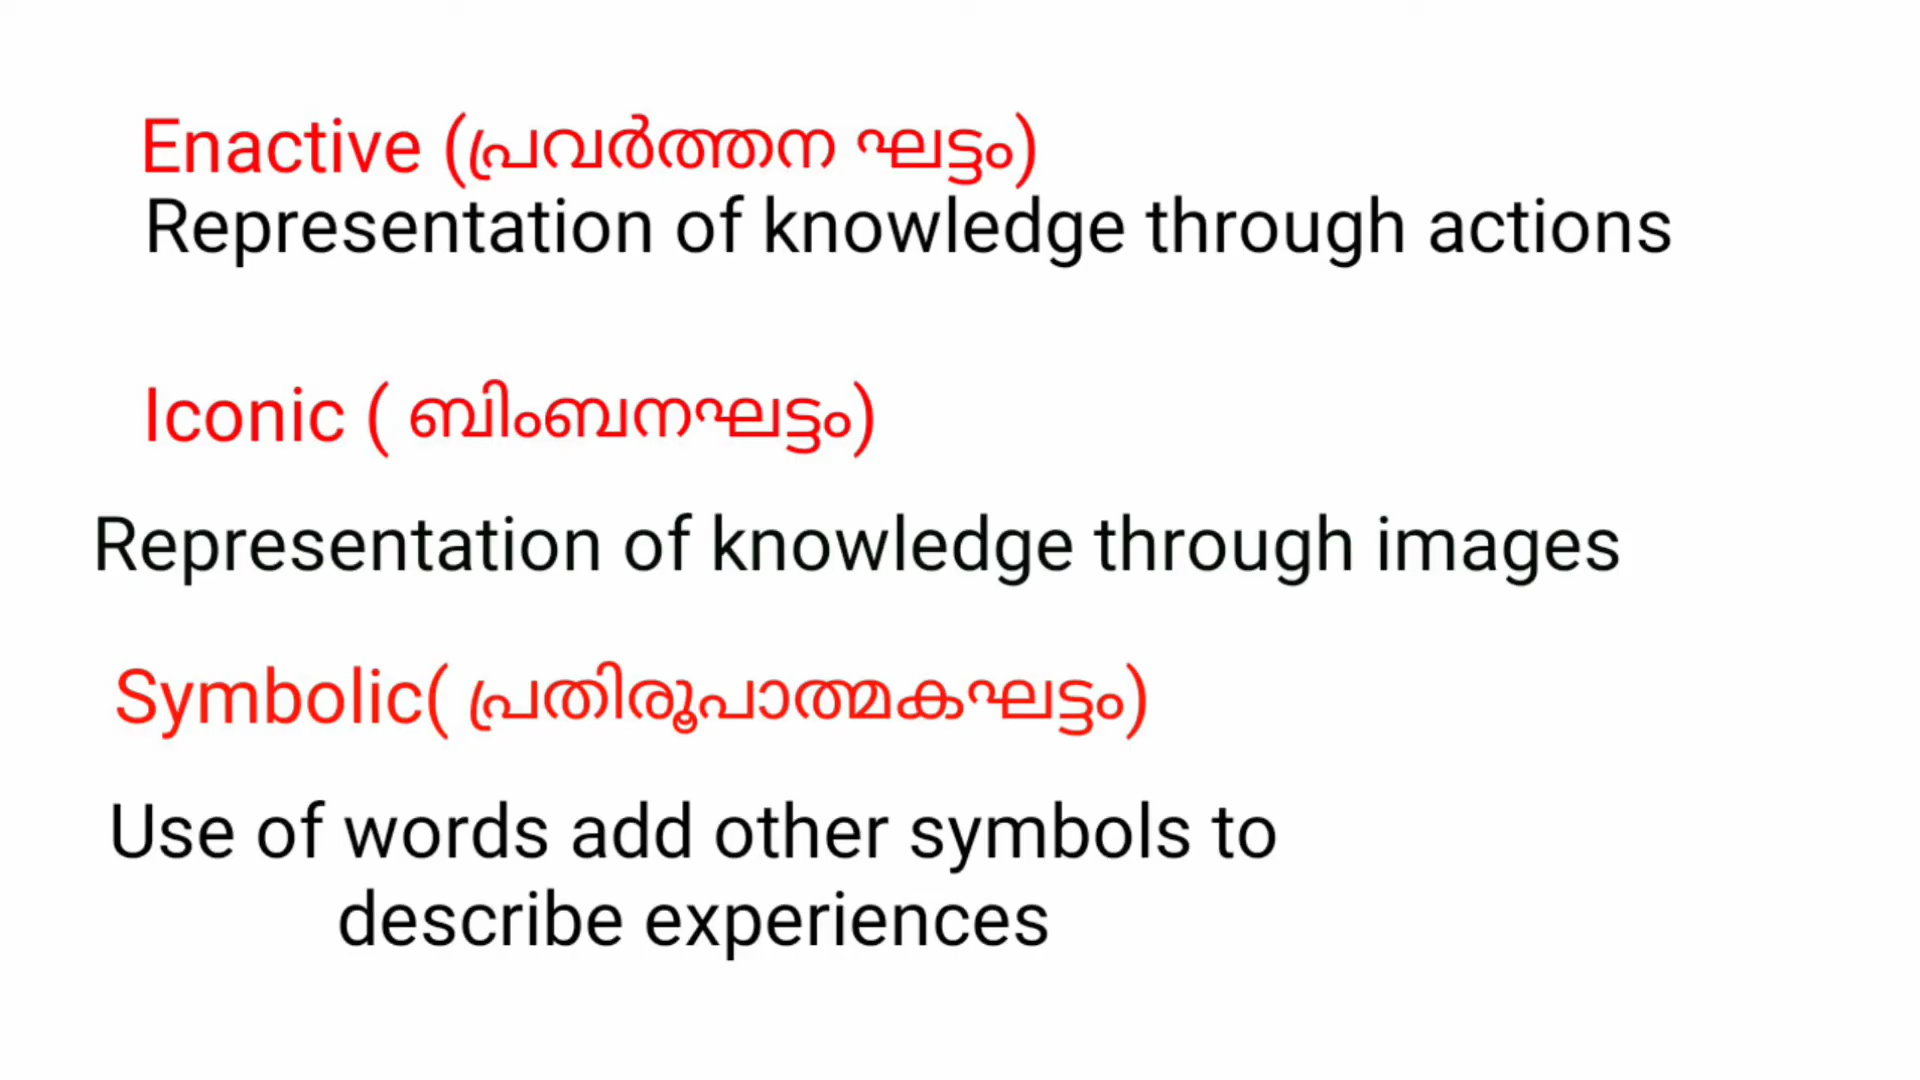 Enactive (പ്രവർത്തന ഘട്ടം)
Representation of knowledge through actions
Iconic ( ബിംബനഘട്ടം)
Representation of knowledge through images
Symbolic( പ്രതിരൂപാത്മകഘട്ടം)
Use of words add other symbols to
describe experiences